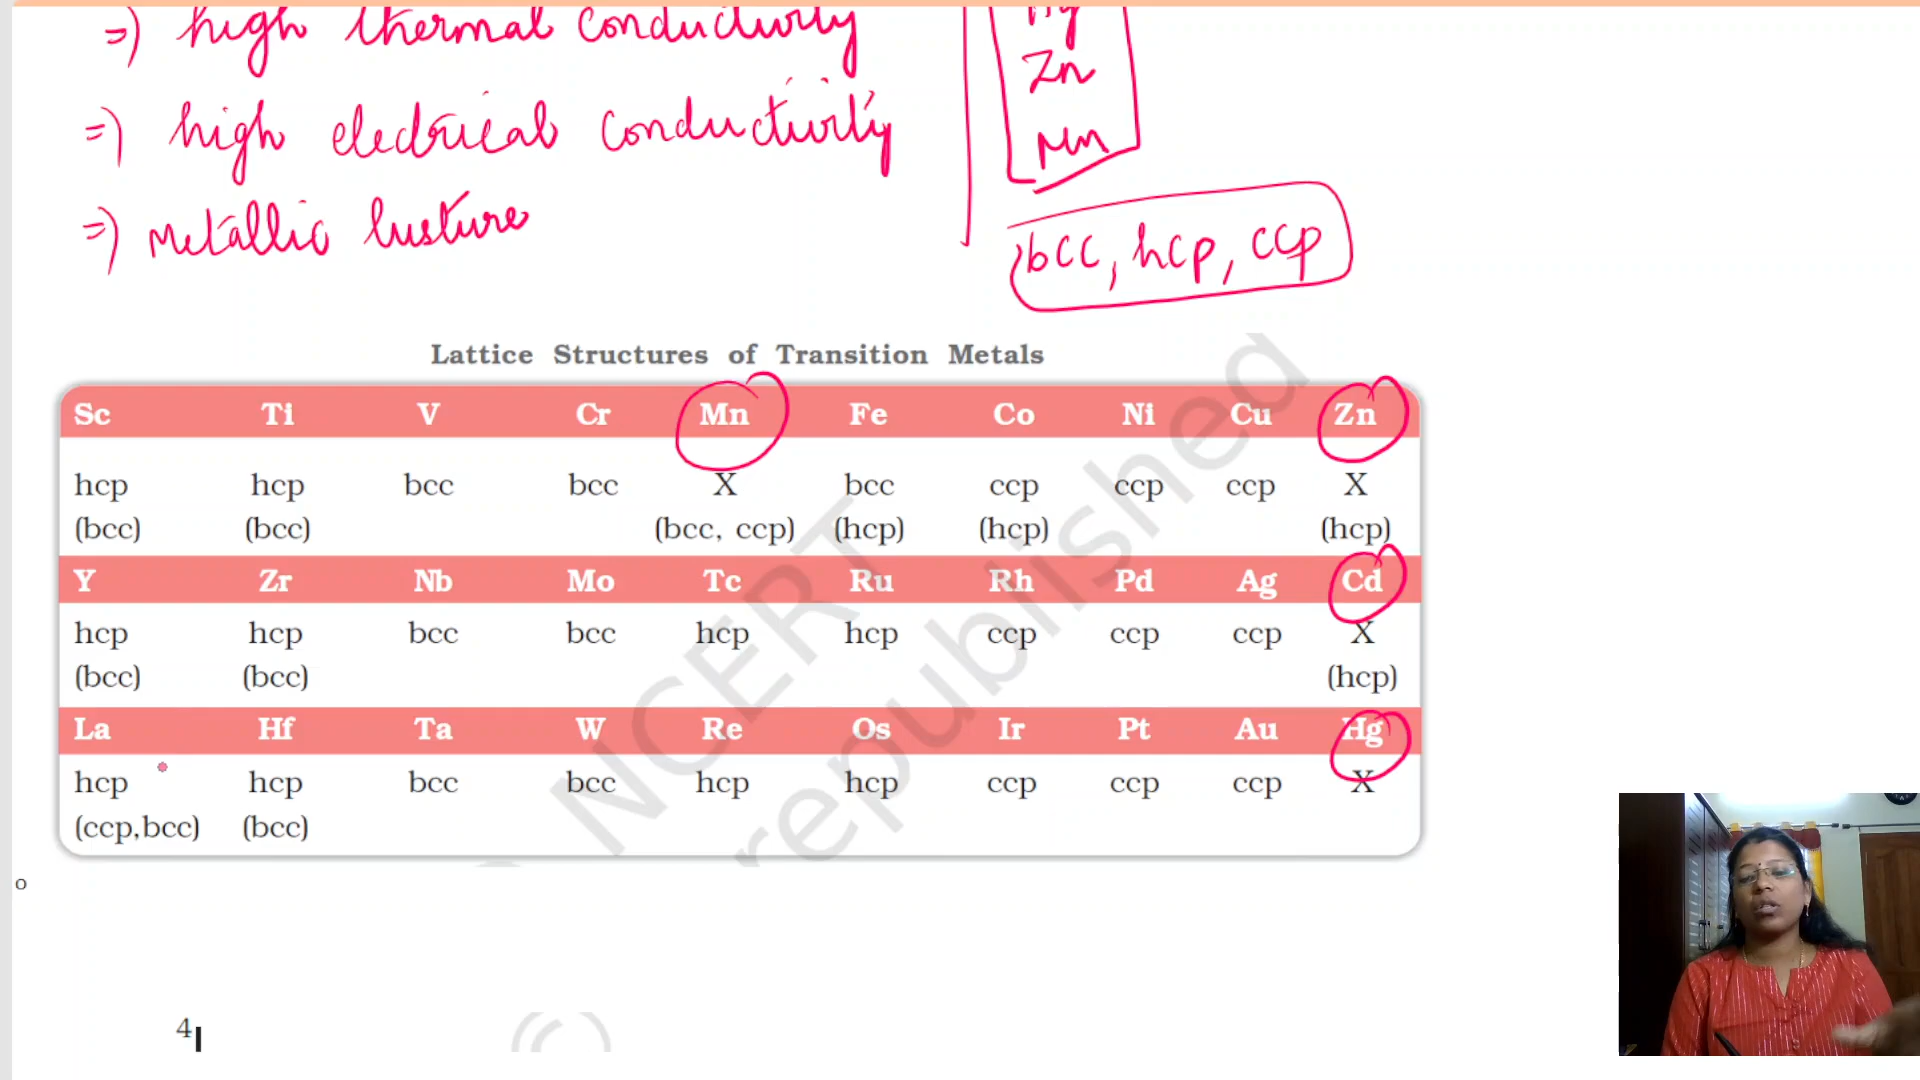 =) high thermal conductivity
=) high electrical conductivity
=) Metallic lusture
Hg
Zn
Mn
bcc, hcp, ccp
Lattice Structures of Transition Metals
Sc Ti V Cr Mn Fe Co Ni Cu Zn
hcp hcp bcc bcc X bcc ccp ccp ccp X
(bcc) (bcc) (bcc, ccp) (hcp) (hcp) (hcp)
Y Zr Nb Mo Tc Ru Rh Pd Ag Cd
hcp hcp bcc bcc hcp hcp ccp ccp ccp X
(bcc) (bcc) (hcp)
La Hf Ta W Re Os Ir Pt Au Hg
hcp hcp bcc bcc hcp hcp ccp ccp ccp X
(ccp,bcc) (bcc)
NCERT
republished
o
4